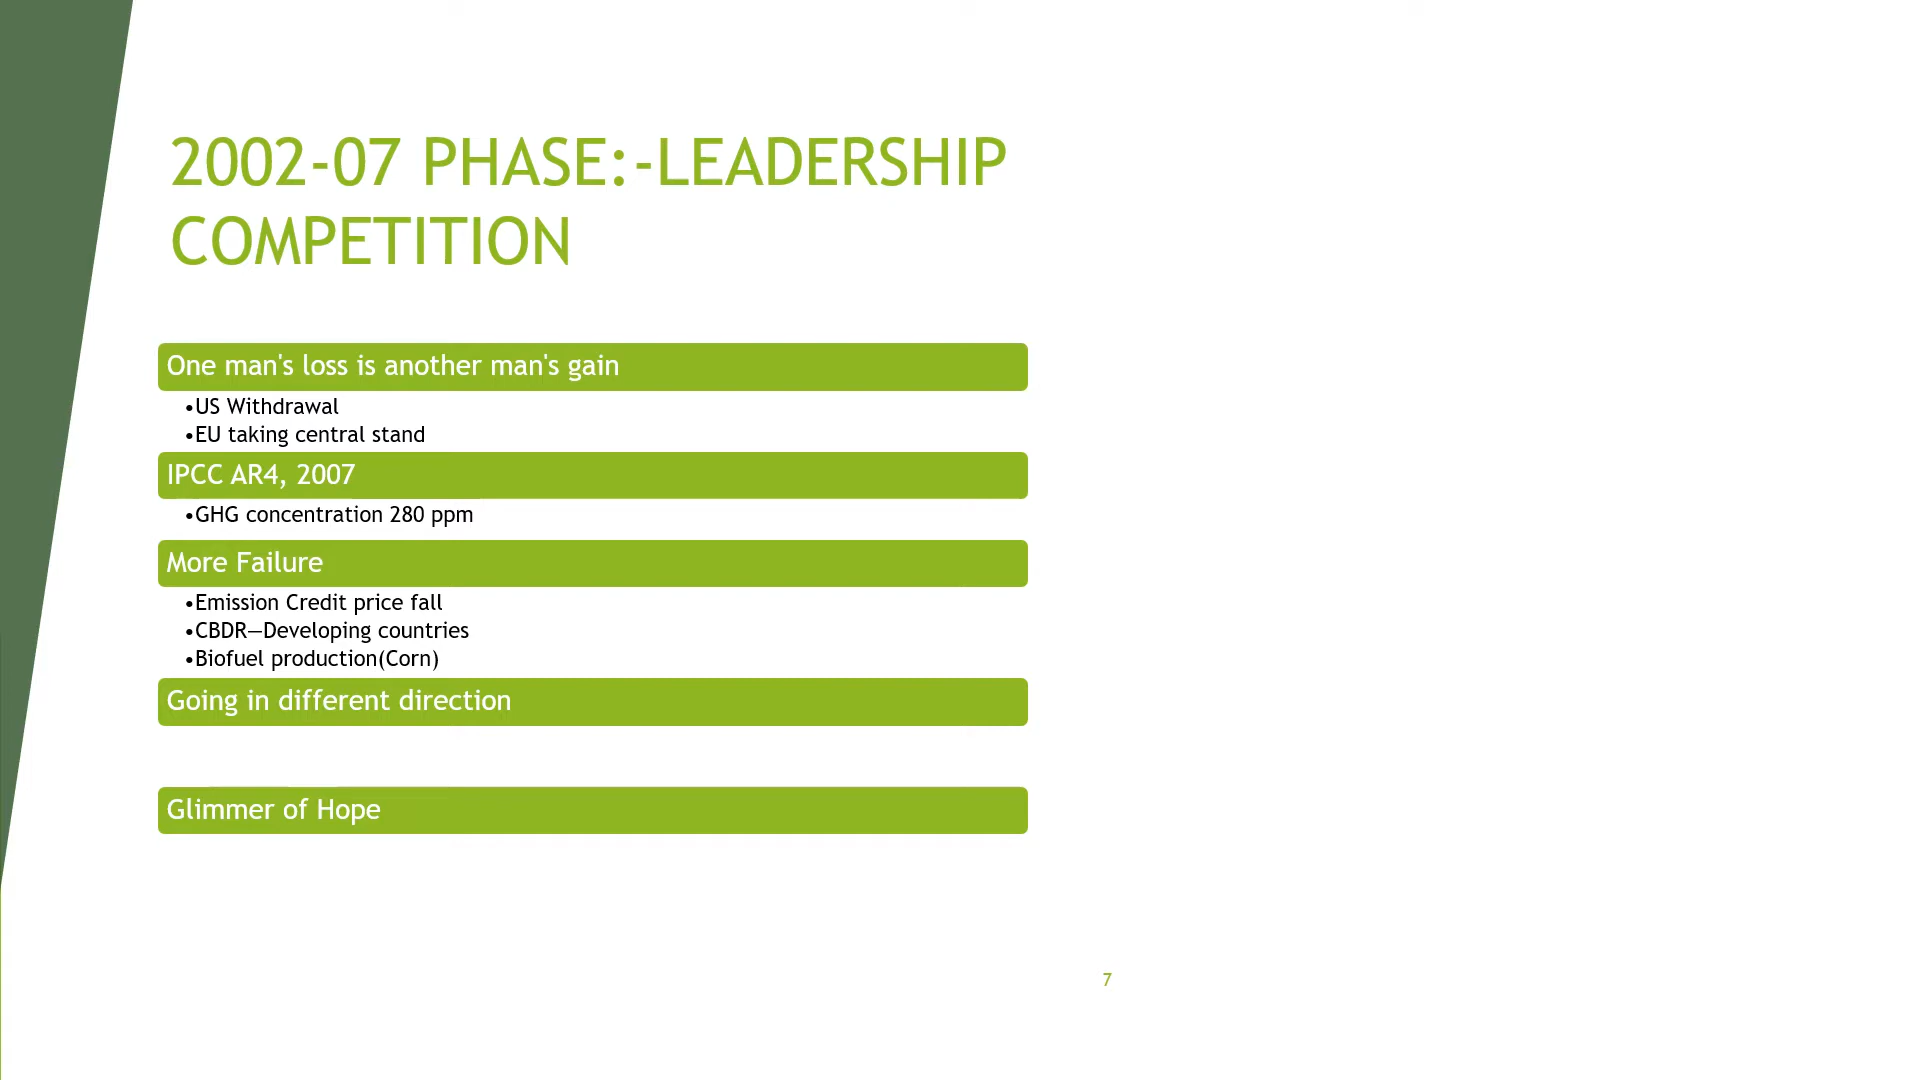 2002-07 PHASE:-LEADERSHIP
COMPETITION
One man's loss is another man's gain
•US Withdrawal
•EU taking central stand
IPCC AR4, 2007
•GHG concentration 280 ppm
More Failure
•Emission Credit price fall
•CBDR—Developing countries
•Biofuel production(Corn)
Going in different direction
Glimmer of Hope
7